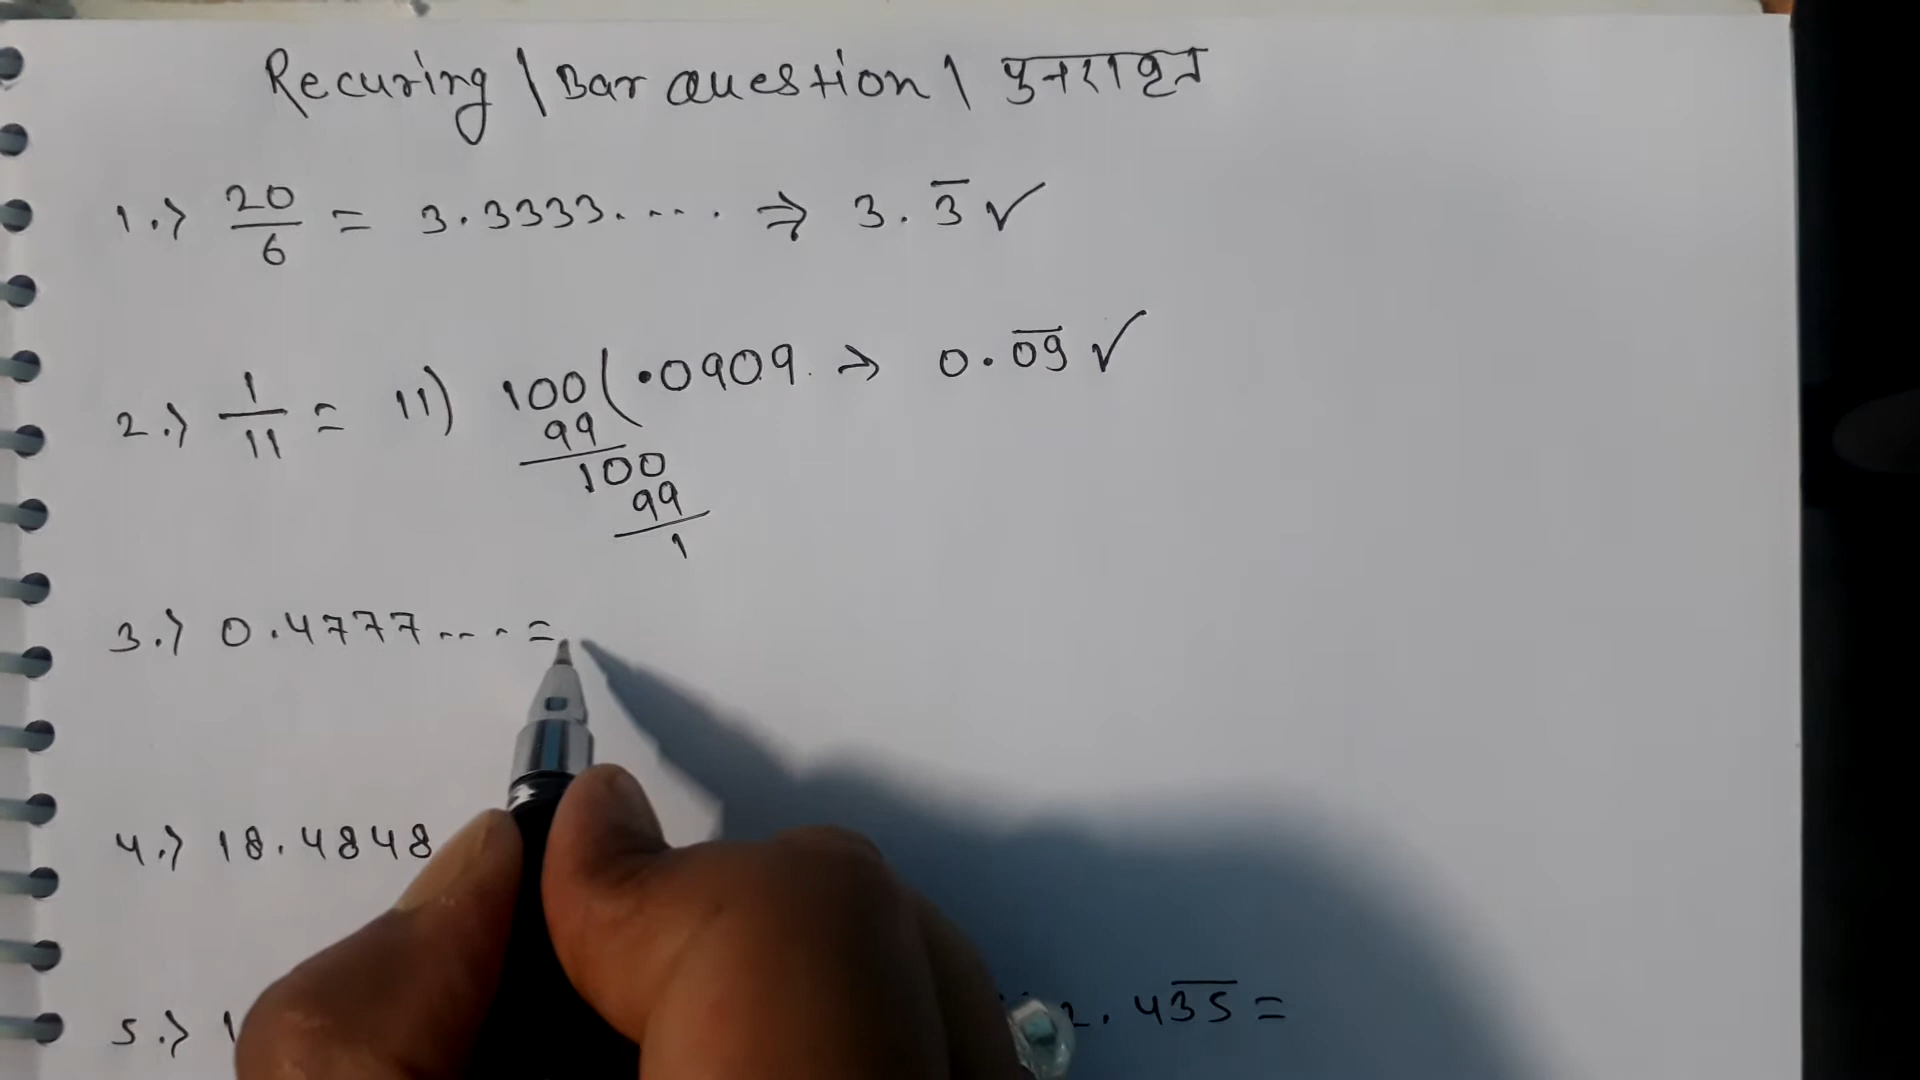 Recuring | Bar Question | पुनरावृत
1.> 20/6 = 3.3333..... ⇒ 3.3̅ ✓
2.> 1/11 = 11) 100 ( .0909. → 0.0̅9̅ ✓
99
100
99
1
3.> 0.4777.... =
4.> 18.4848
5.> 1 2.43̅5̅ =